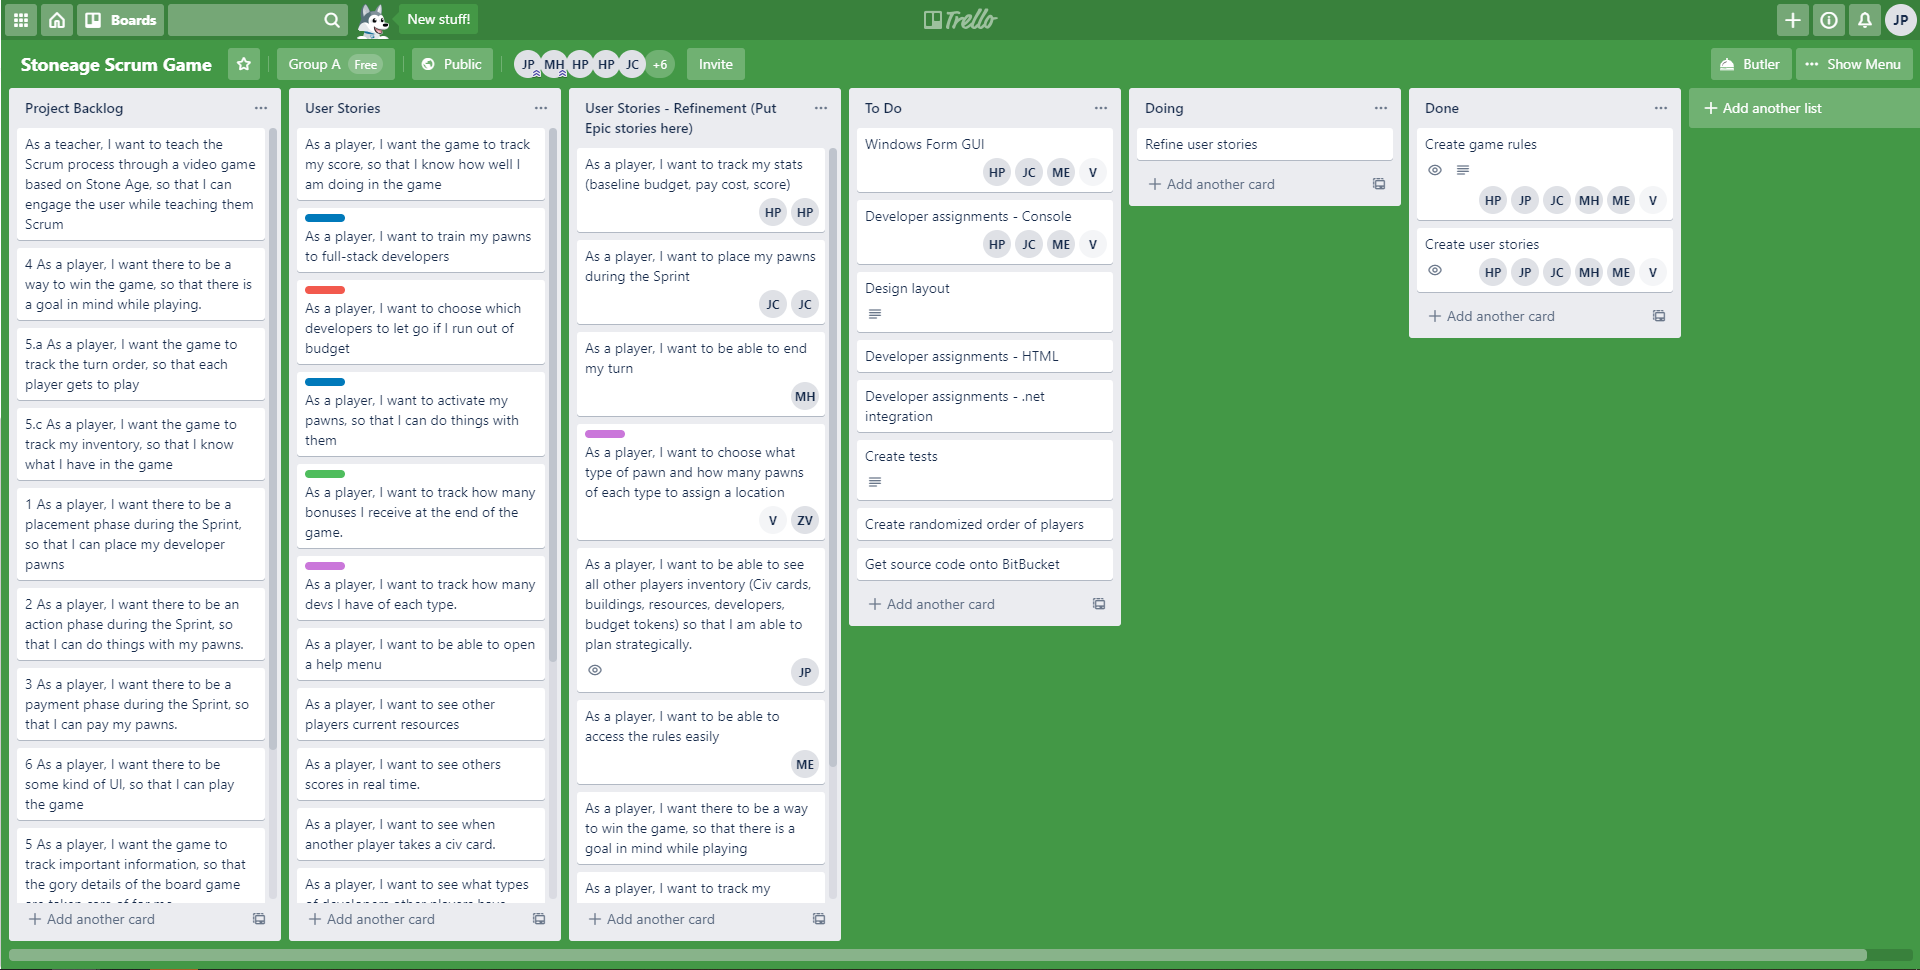 Boards
New stuff!
Trello
JP
Stoneage Scrum Game
Group A Free
Public
JP MH HP HP JC +6
Invite
Butler
Show Menu
Project Backlog
As a teacher, I want to teach the
Scrum process through a video game
based on Stone Age, so that I can
engage the user while teaching them
Scrum
4 As a player, I want there to be a
way to win the game, so that there is
a goal in mind while playing.
5.a As a player, I want the game to
track the turn order, so that each
player gets to play
5.c As a player, I want the game to
track my inventory, so that I know
what I have in the game
1 As a player, I want there to be a
placement phase during the Sprint,
so that I can place my developer
pawns
2 As a player, I want there to be an
action phase during the Sprint, so
that I can do things with my pawns.
3 As a player, I want there to be a
payment phase during the Sprint, so
that I can pay my pawns.
6 As a player, I want there to be
some kind of UI, so that I can play
the game
5 As a player, I want the game to
track important information, so that
the gory details of the board game
Add another card
User Stories
As a player, I want the game to track
my score, so that I know how well I
am doing in the game
As a player, I want to train my pawns
to full-stack developers
As a player, I want to choose which
developers to let go if I run out of
budget
As a player, I want to activate my
pawns, so that I can do things with
them
As a player, I want to track how many
bonuses I receive at the end of the
game.
As a player, I want to track how many
devs I have of each type.
As a player, I want to be able to open
a help menu
As a player, I want to see other
players current resources
As a player, I want to see others
scores in real time.
As a player, I want to see when
another player takes a civ card.
As a player, I want to see what types
of developers other players have
Add another card
User Stories - Refinement (Put
Epic stories here)
As a player, I want to track my stats
(baseline budget, pay cost, score)
HP HP
As a player, I want to place my pawns
during the Sprint
JC JC
As a player, I want to be able to end
my turn
MH
As a player, I want to choose what
type of pawn and how many pawns
of each type to assign a location
V ZV
As a player, I want to be able to see
all other players inventory (Civ cards,
buildings, resources, developers,
budget tokens) so that I am able to
plan strategically.
JP
As a player, I want to be able to
access the rules easily
ME
As a player, I want there to be a way
to win the game, so that there is a
goal in mind while playing
As a player, I want to track my
Add another card
To Do
Windows Form GUI
HP JC ME V
Developer assignments - Console
HP JC ME V
Design layout
Developer assignments - HTML
Developer assignments - .net
integration
Create tests
Create randomized order of players
Get source code onto BitBucket
Add another card
Doing
Refine user stories
Add another card
Done
Create game rules
HP JP JC MH ME V
Create user stories
HP JP JC MH ME V
Add another card
Add another list